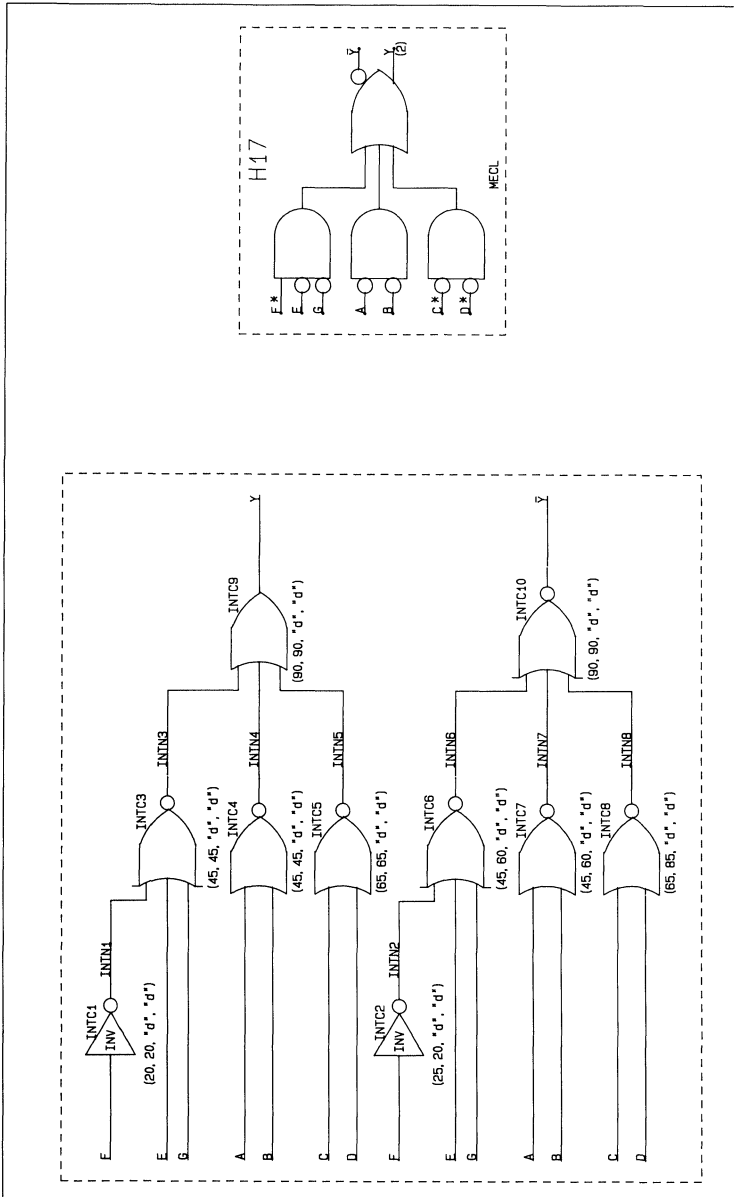 H17
F*
E
G
A
B
C*
D*
Y̅
Y
(2)
MECL
F
INTC1
INV
(20, 20, "d", "d")
INTN1
E
G
INTC3
(45, 45, "d", "d")
INTN3
A
B
INTC4
(45, 45, "d", "d")
INTN4
C
D
INTC5
(65, 65, "d", "d")
INTN5
INTC9
(90, 90, "d", "d")
Y
F
INTC2
INV
(25, 20, "d", "d")
INTN2
E
G
INTC6
(45, 60, "d", "d")
INTN6
A
B
INTC7
(45, 60, "d", "d")
INTN7
C
D
INTC8
(65, 85, "d", "d")
INTN8
INTC10
(90, 90, "d", "d")
Y̅